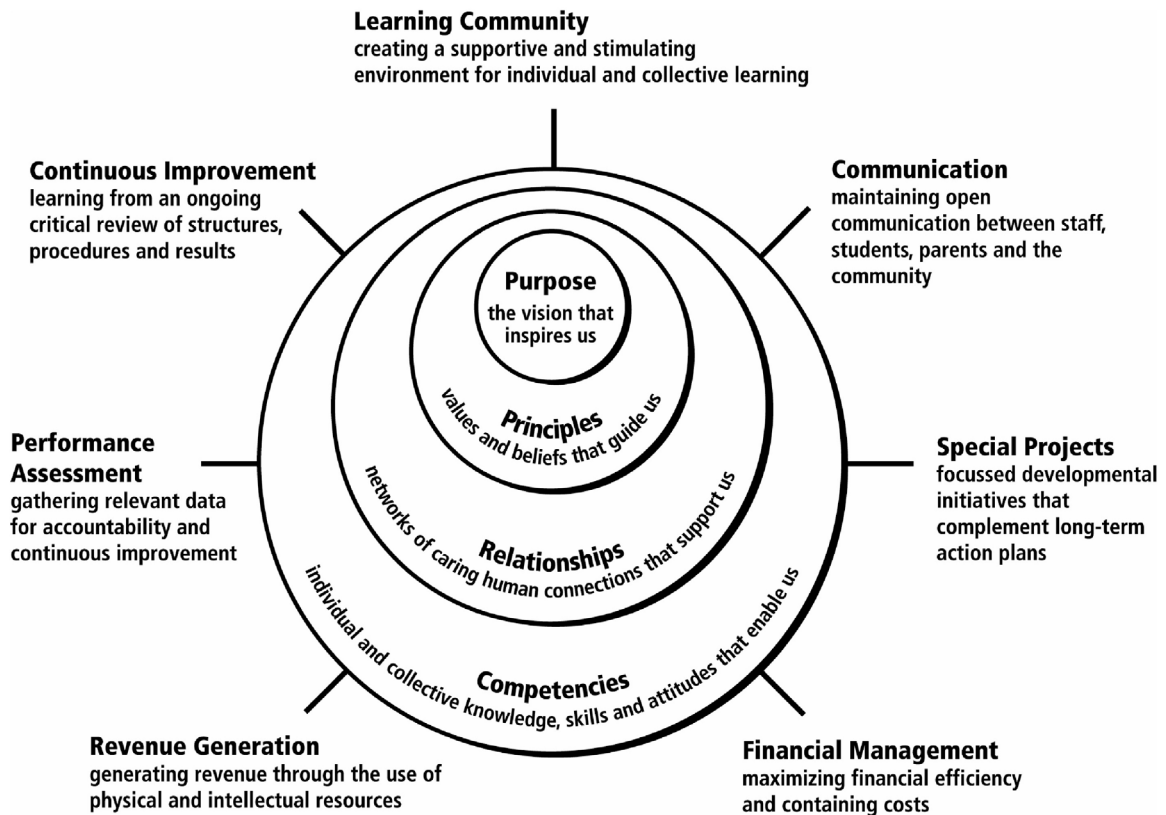 Learning Community
creating a supportive and stimulating
environment for individual and collective learning
Continuous Improvement
learning from an ongoing
critical review of structures,
procedures and results
Communication
maintaining open
communication between staff,
students, parents and the
community
Purpose
the vision that
inspires us
Principles
values and beliefs that guide us
Relationships
networks of caring human connections that support us
Competencies
individual and collective knowledge, skills and attitudes that enable us
Performance
Assessment
gathering relevant data
for accountability and
continuous improvement
Special Projects
focussed developmental
initiatives that
complement long-term
action plans
Revenue Generation
generating revenue through the use of
physical and intellectual resources
Financial Management
maximizing financial efficiency
and containing costs